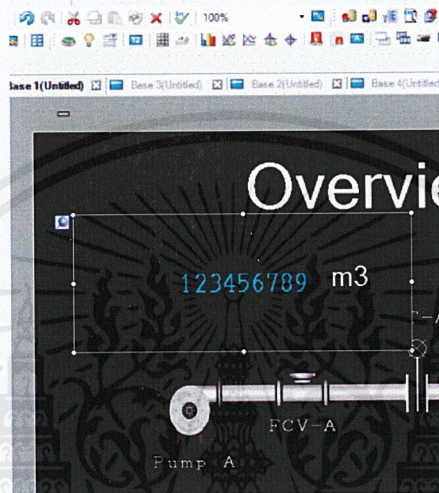 100%
Base 1(Untitled) Base 3(Untitled) Base 2(Untitled) Base 4(Untitled
Overvie
123456789 m3
FCV-A
Pump A